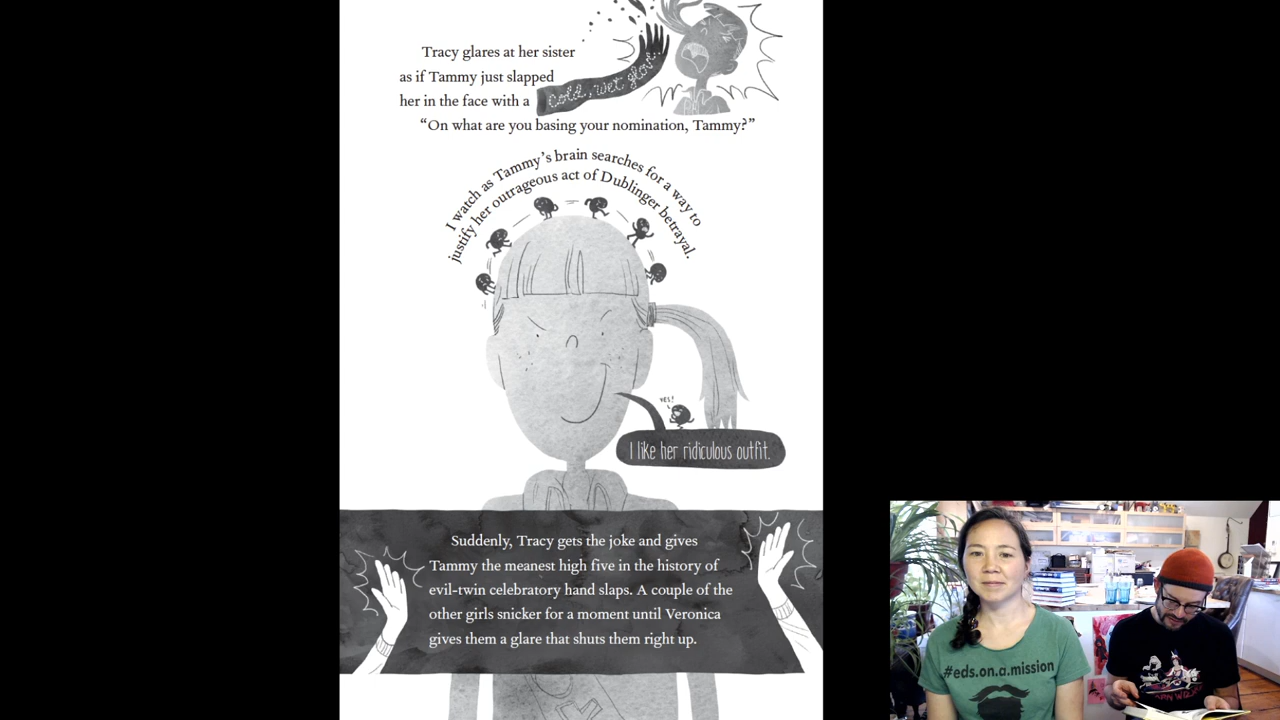 Tracy glares at her sister
as if Tammy just slapped
her in the face with a cold, wet glove.
“On what are you basing your nomination, Tammy?”
I watch as Tammy’s brain searches for a way to
justify her outrageous act of Dublinger betrayal.
YES!
I like her ridiculous outfit.
Suddenly, Tracy gets the joke and gives
Tammy the meanest high five in the history of
evil-twin celebratory hand slaps. A couple of the
other girls snicker for a moment until Veronica
gives them a glare that shuts them right up.
#eds.on.a.mission